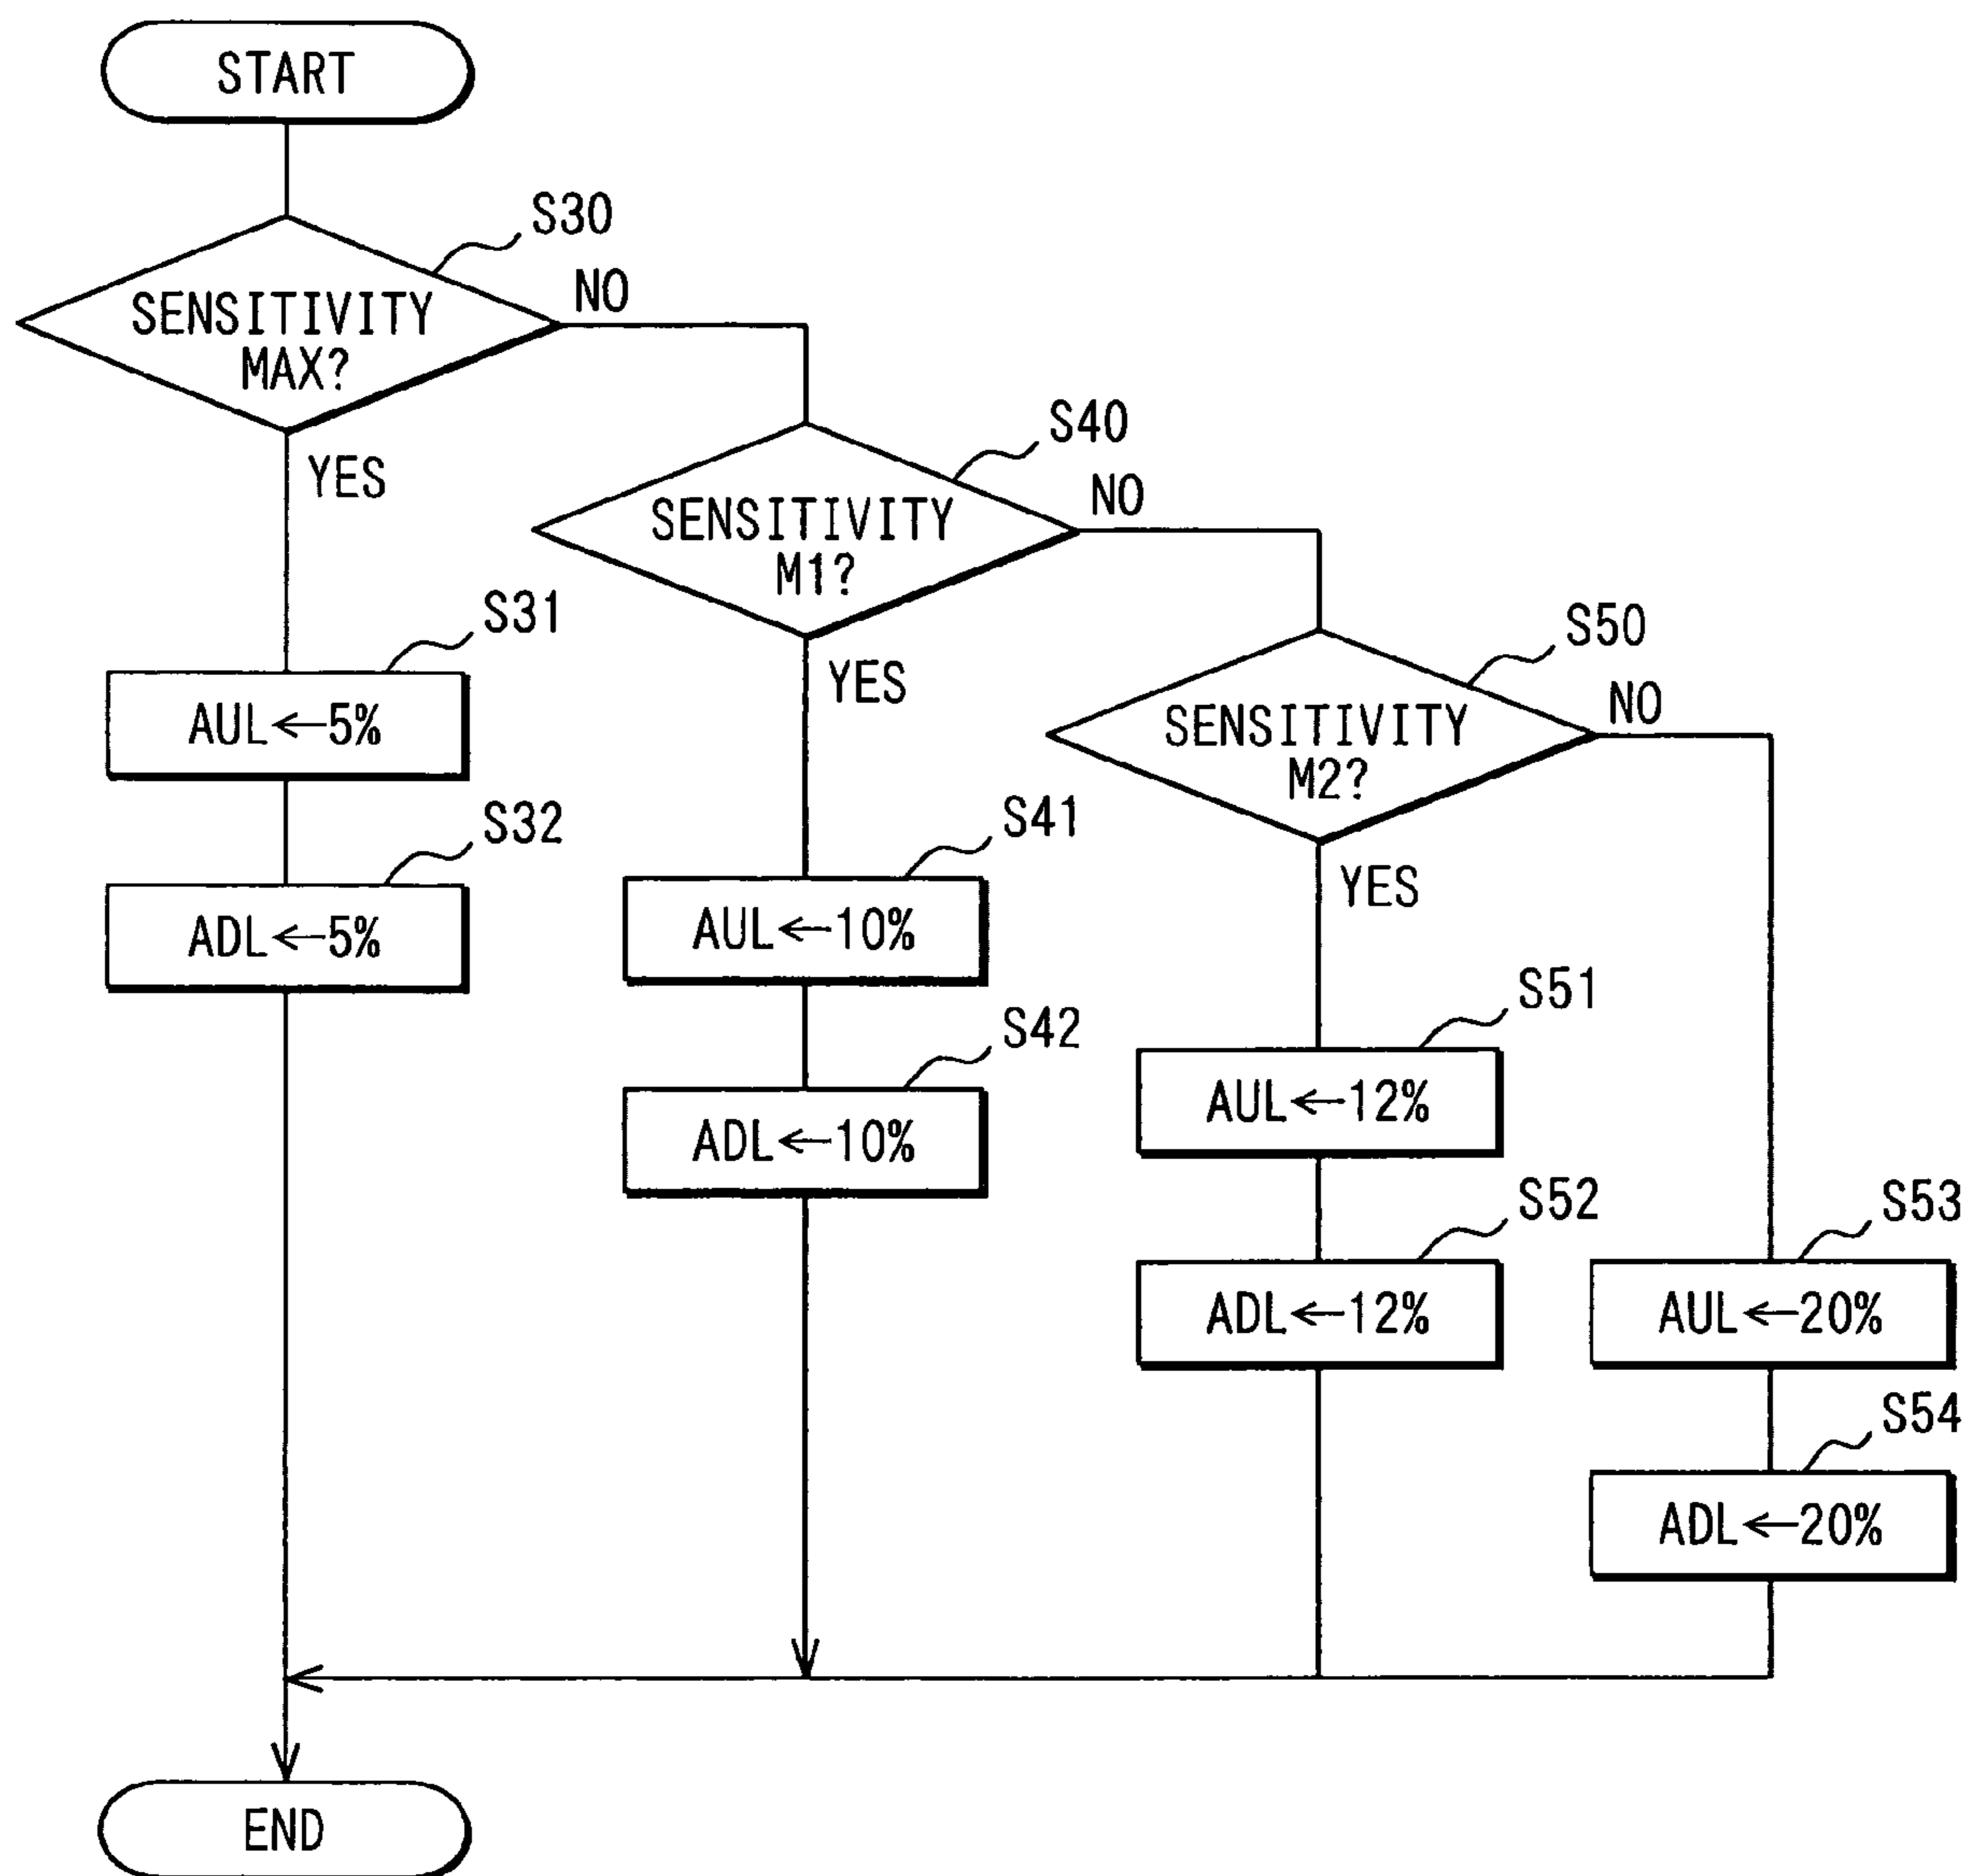 START
S30
SENSITIVITY
MAX?
NO
YES
S31
AUL←5%
S32
ADL←5%
S40
SENSITIVITY
M1?
NO
YES
S41
AUL←10%
S42
ADL←10%
S50
SENSITIVITY
M2?
NO
YES
S51
AUL←12%
S52
ADL←12%
S53
AUL←20%
S54
ADL←20%
END